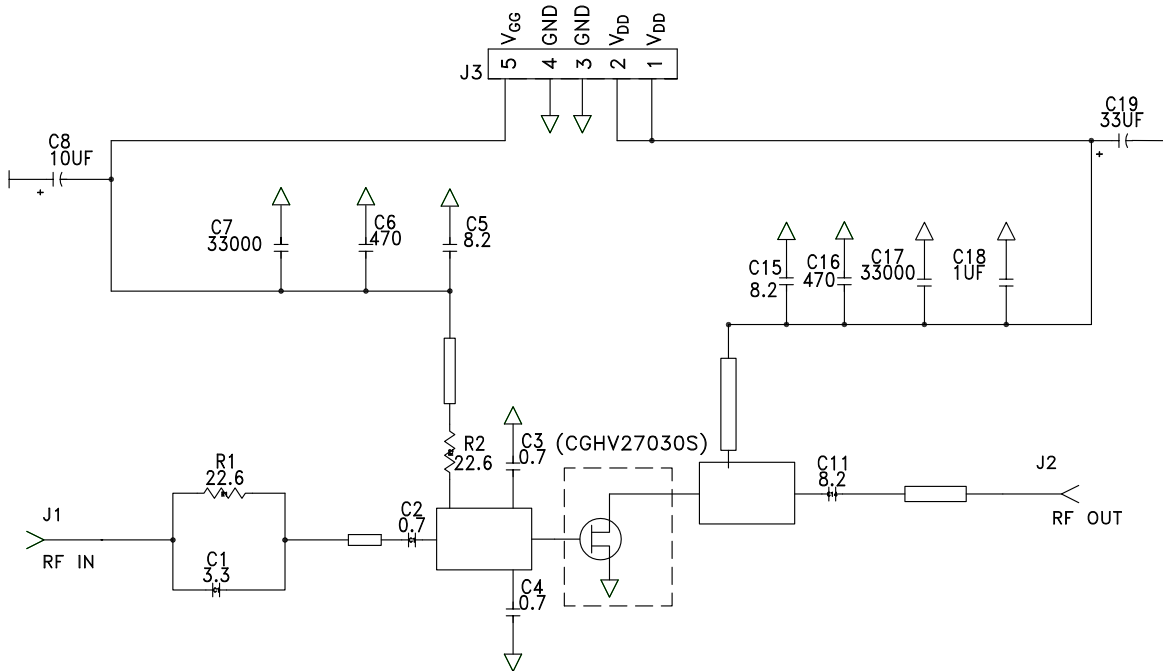 VGG
GND
GND
VDD
VDD
J3
5
4
3
2
1
C19
33UF
C8
10UF
C7
33000
C6
470
C5
8.2
C15
8.2
C16
470
C17
33000
C18
1UF
R2
22.6
C3
0.7
(CGHV27030S)
R1
22.6
C11
8.2
J2
RF OUT
J1
RF IN
C2
0.7
C1
3.3
C4
0.7